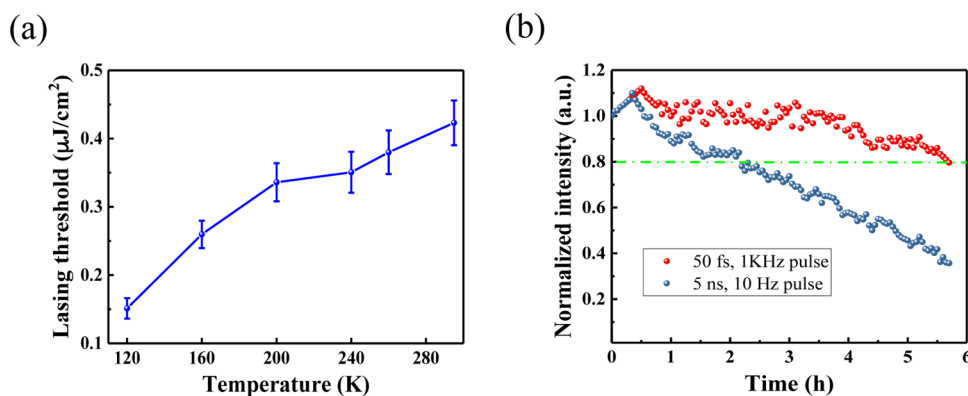 (a)
Lasing threshold (μJ/cm²)
0.5
0.4
0.3
0.2
0.1
120
160
200
240
280
Temperature (K)
(b)
Normalized intensity (a.u.)
1.2
1.0
0.8
0.6
0.4
0.2
50 fs, 1KHz pulse
5 ns, 10 Hz pulse
0
1
2
3
4
5
6
Time (h)